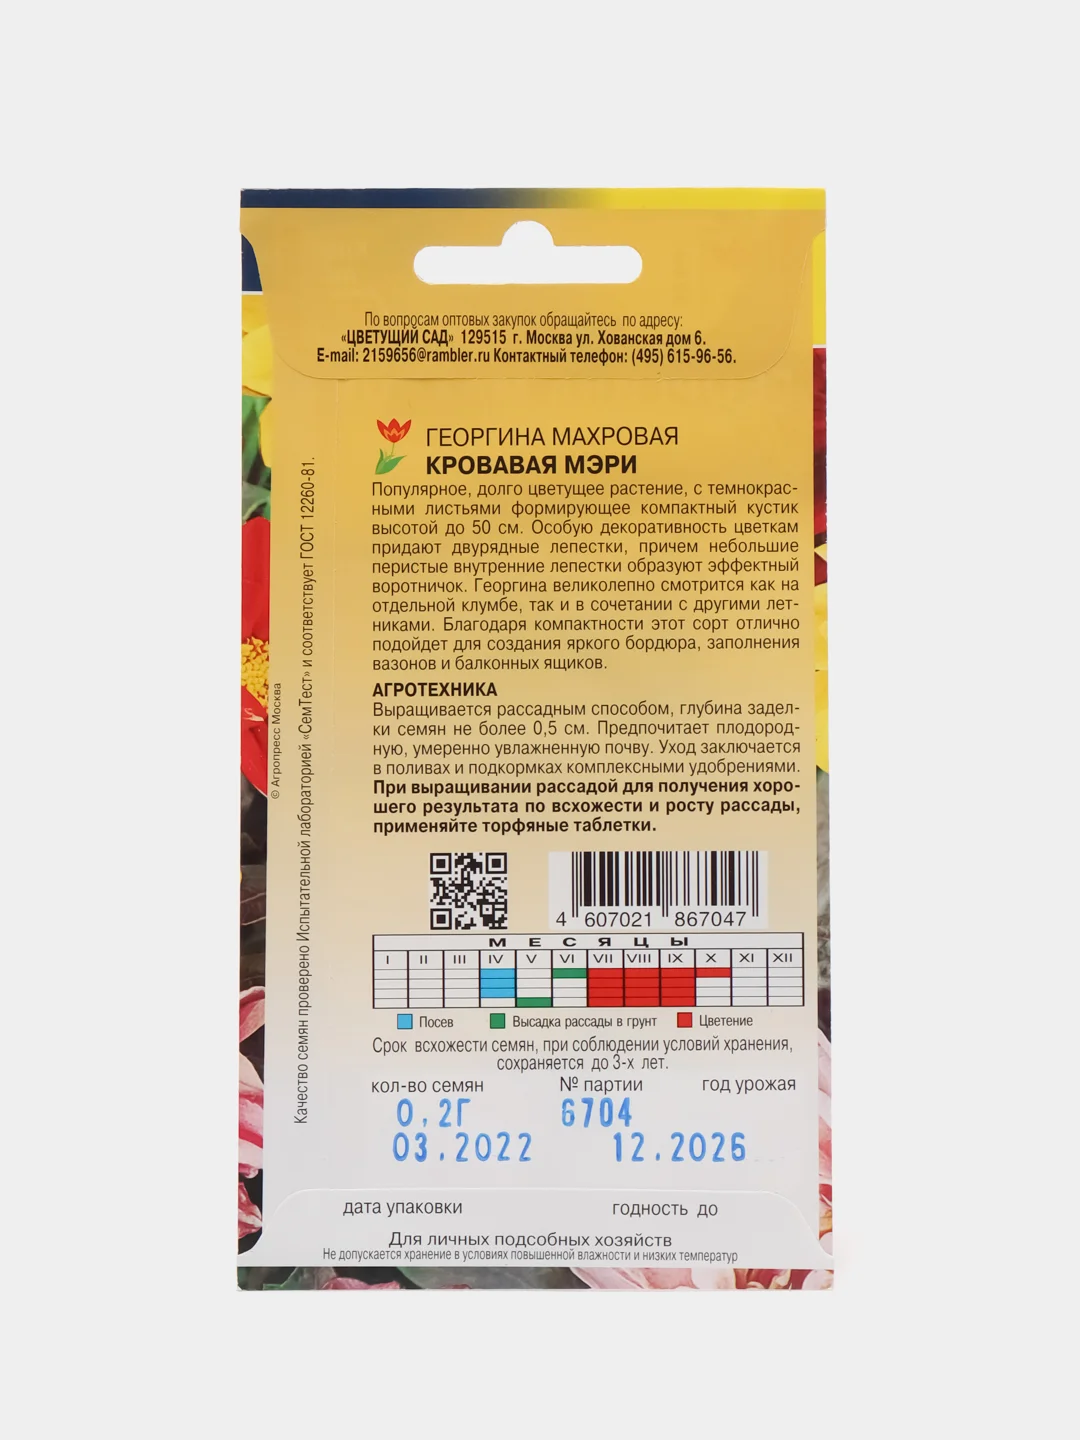 По вопросам оптовых закупок обращайтесь по адресу:
«ЦВЕТУЩИЙ САД» 129515 г. Москва ул. Хованская дом 6.
E-mail: 2159656@rambler.ru Контактный телефон: (495) 615-96-56.
ГЕОРГИНА МАХРОВАЯ
КРОВАВАЯ МЭРИ
Популярное, долго цветущее растение, с темнокрас-
ными листьями формирующее компактный кустик
высотой до 50 см. Особую декоративность цветкам
придают двурядные лепестки, причем небольшие
перистые внутренние лепестки образуют эффектный
воротничок. Георгина великолепно смотрится как на
отдельной клумбе, так и в сочетании с другими лет-
никами. Благодаря компактности этот сорт отлично
подойдет для создания яркого бордюра, заполнения
вазонов и балконных ящиков.
АГРОТЕХНИКА
Выращивается рассадным способом, глубина задел-
ки семян не более 0,5 см. Предпочитает плодород-
ную, умеренно увлажненную почву. Уход заключается
в поливах и подкормках комплексными удобрениями.
При выращивании рассадой для получения хоро-
шего результата по всхожести и росту рассады,
применяйте торфяные таблетки.
4 607021 867047
МЕСЯЦЫ
I II III IV V VI VII VIII IX X XI XII
Посев Высадка рассады в грунт Цветение
Срок всхожести семян, при соблюдении условий хранения,
сохраняется до 3-х лет.
кол-во семян № партии год урожая
0,2Г 6704
03.2022 12.2026
дата упаковки годность до
Для личных подсобных хозяйств
Не допускается хранение в условиях повышенной влажности и низких температур
© Агропресс Москва
Качество семян проверено Испытательной лабораторией «СемТест» и соответствует ГОСТ 12260-81.